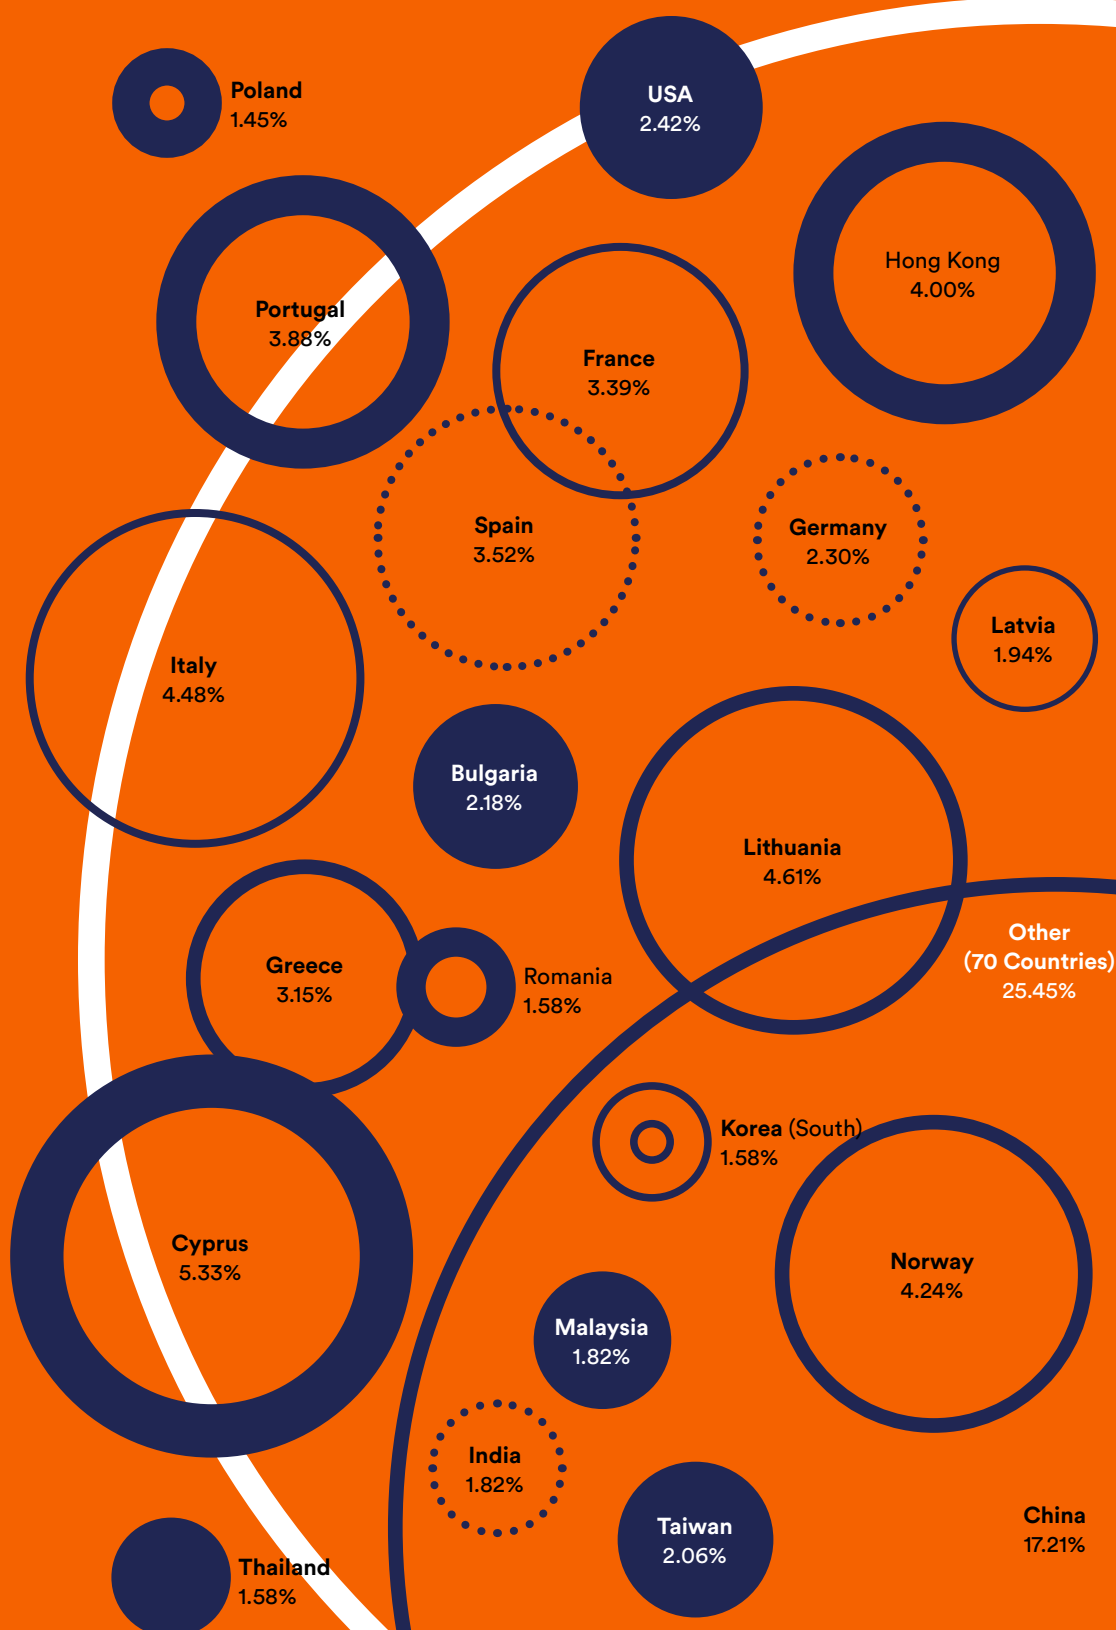 Poland
1.45%
USA
2.42%
Hong Kong
4.00%
Portugal
3.88%
France
3.39%
Spain
3.52%
Germany
2.30%
Latvia
1.94%
Italy
4.48%
Bulgaria
2.18%
Lithuania
4.61%
Other
(70 Countries)
25.45%
Greece
3.15%
Romania
1.58%
Korea (South)
1.58%
Cyprus
5.33%
Norway
4.24%
Malaysia
1.82%
India
1.82%
Taiwan
2.06%
China
17.21%
Thailand
1.58%